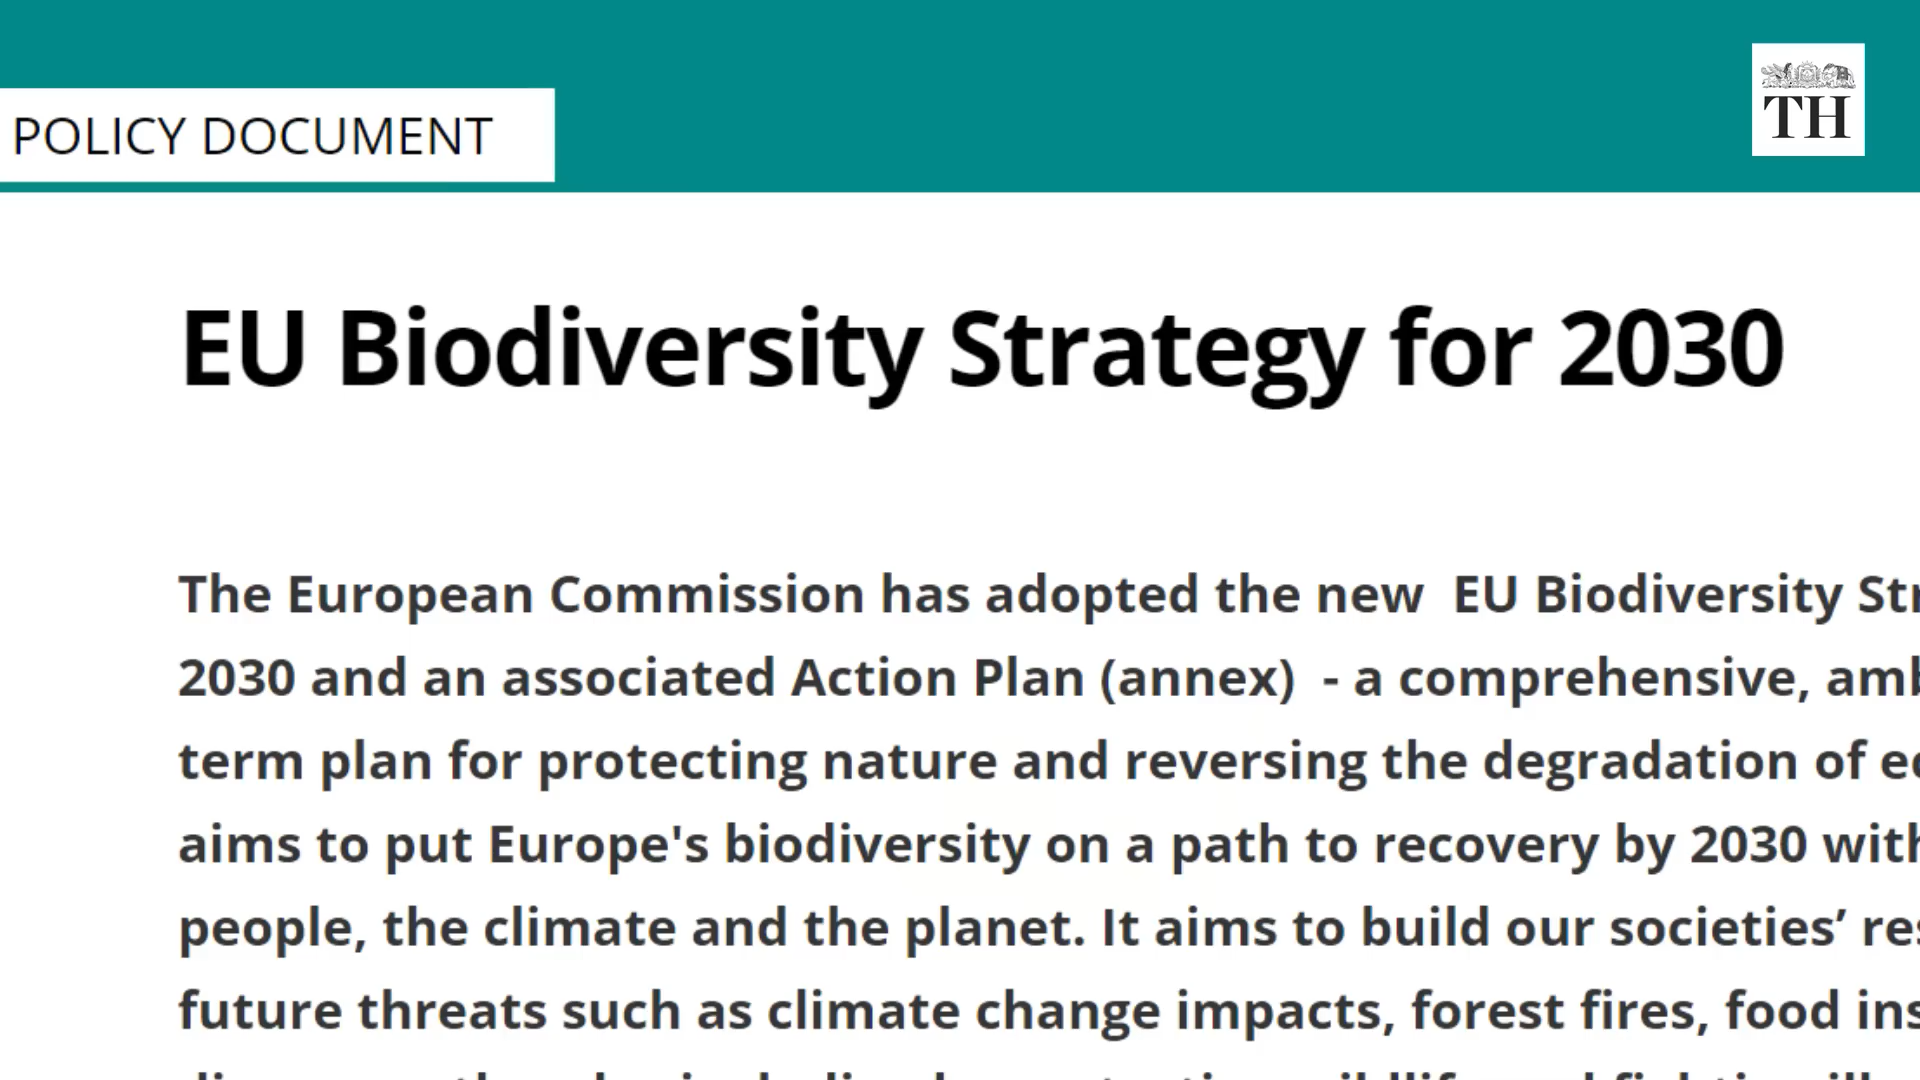 POLICY DOCUMENT
TH
EU Biodiversity Strategy for 2030
The European Commission has adopted the new EU Biodiversity
2030 and an associated Action Plan (annex) - a comprehensive,
term plan for protecting nature and reversing the degradation of
aims to put Europe's biodiversity on a path to recovery by 2030
people, the climate and the planet. It aims to build our societies’
future threats such as climate change impacts, forest fires, food